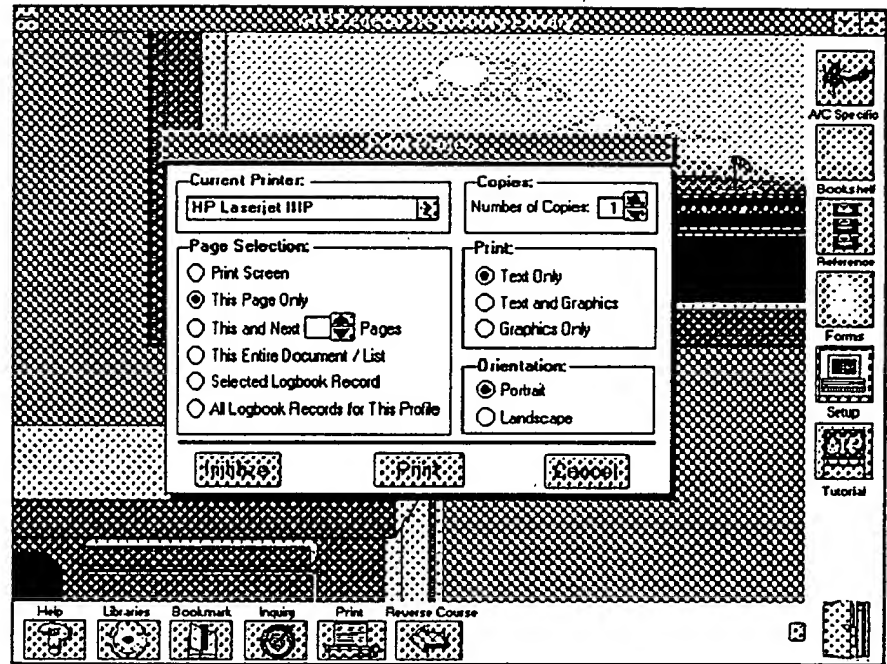 A/C Specific
Bookshelf
Reference
Forms
Setup
Tutorial
Current Printer:
HP Laserjet IIIP
Copies:
Number of Copies: 1
Page Selection:
Print Screen
This Page Only
This and Next Pages
This Entire Document / List
Selected Logbook Record
All Logbook Records for This Profile
Print:
Text Only
Text and Graphics
Graphics Only
Orientation:
Portrait
Landscape
Initilize Print Cancel
Help Libraries Bookmark Inquiry Print Reverse Course